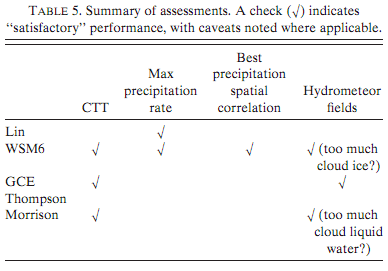 TABLE 5. Summary of assessments. A check (√) indicates
“satisfactory” performance, with caveats noted where applicable.
Best
Max precipitation
precipitation spatial Hydrometeor
CTT rate correlation fields
Lin √
WSM6 √ √ √ √ (too much
cloud ice?)
GCE √ √
Thompson
Morrison √ √ (too much
cloud liquid
water?)